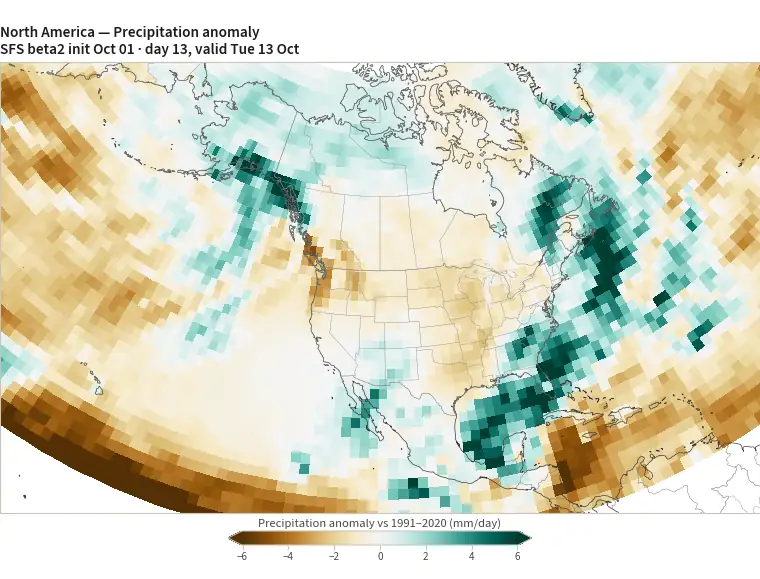 North America — Precipitation anomaly
SFS beta2 init Oct 01 · day 13, valid Tue 13 Oct
Precipitation anomaly vs 1991–2020 (mm/day)
−6 −4 −2 0 2 4 6